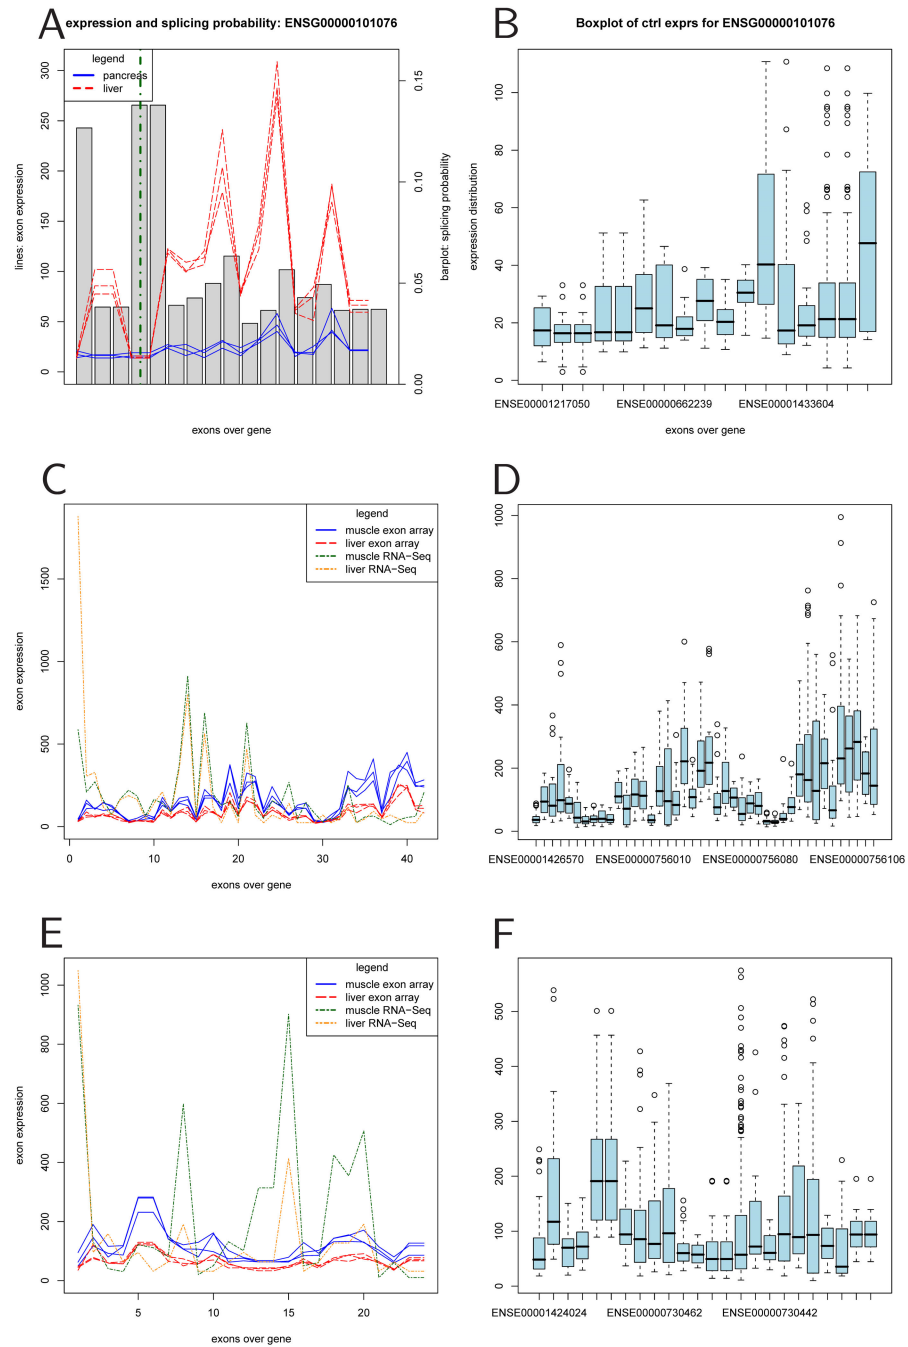 A expression and splicing probability: ENSG00000101076
legend
pancreas
liver
300
250
200
150
100
50
0
0.15
0.10
0.05
0.00
lines: exon expression
barplot: splicing probability
exons over gene
B Boxplot of ctrl exprs for ENSG00000101076
100
80
60
40
20
0
expression distribution
ENSE00001217050 ENSE00000662239 ENSE00001433604
exons over gene
C
legend
muscle exon array
liver exon array
muscle RNA-Seq
liver RNA-Seq
1500
1000
500
0
exon expression
0 10 20 30 40
exons over gene
D
1000
800
600
400
200
0
ENSE00001426570 ENSE00000756010 ENSE00000756080 ENSE00000756106
E
legend
muscle exon array
liver exon array
muscle RNA-Seq
liver RNA-Seq
1000
800
600
400
200
0
exon expression
5 10 15 20
exons over gene
F
500
400
300
200
100
0
ENSE00001424024 ENSE00000730462 ENSE00000730442